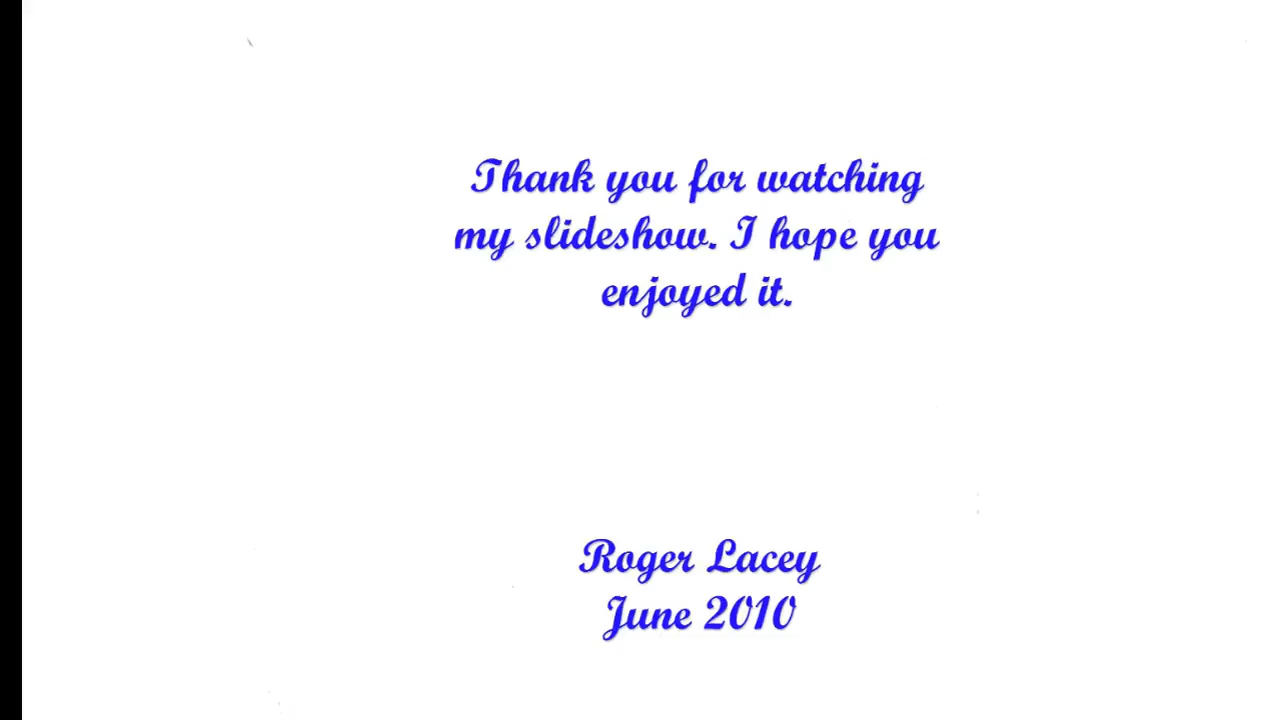 Thank you for watching
my slideshow. I hope you
enjoyed it.
Roger Lacey
June 2010